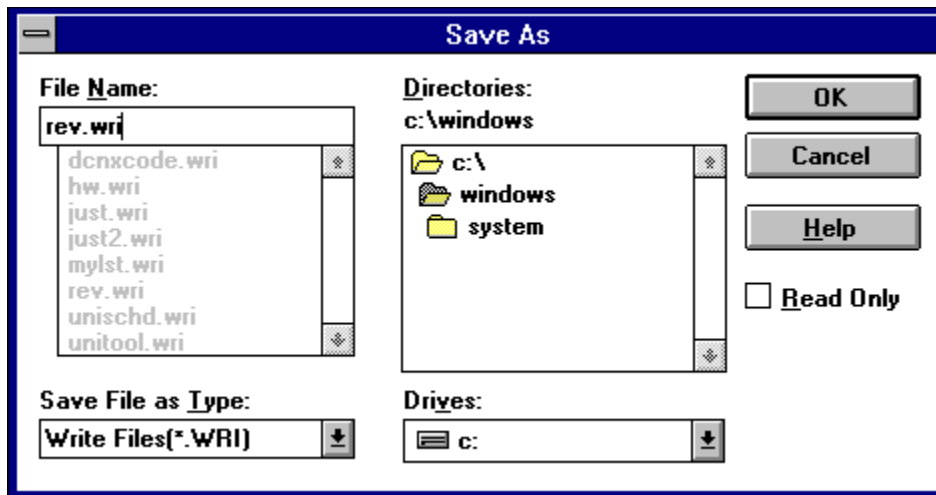 Save As
File Name:
rev.wri
dcnxcode.wri
hw.wri
just.wri
just2.wri
mylst.wri
rev.wri
unischd.wri
unitool.wri
Save File as Type:
Write Files(*.WRI)
Directories:
c:\windows
c:\
windows
system
Drives:
c:
OK
Cancel
Help
Read Only